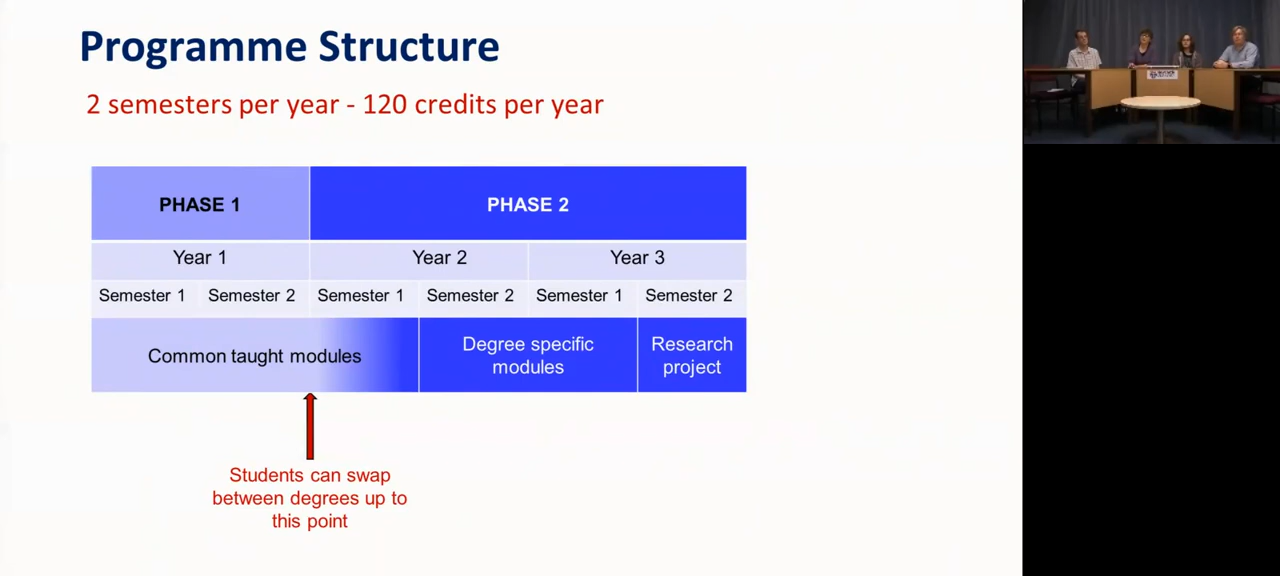 Programme Structure
2 semesters per year - 120 credits per year
PHASE 1
PHASE 2
Year 1
Year 2
Year 3
Semester 1
Semester 2
Semester 1
Semester 2
Semester 1
Semester 2
Common taught modules
Degree specific
modules
Research
project
Students can swap
between degrees up to
this point